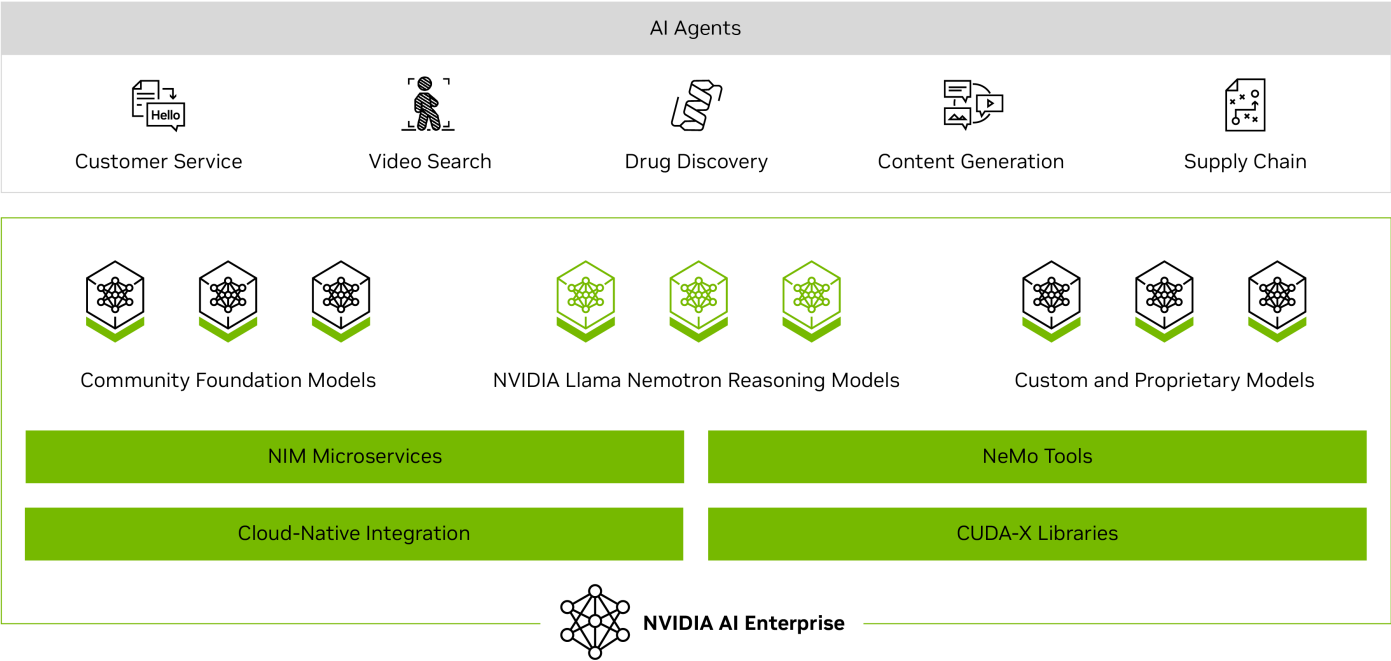 AI Agents
Hello
Customer Service
Video Search
Drug Discovery
Content Generation
Supply Chain
Community Foundation Models
NVIDIA Llama Nemotron Reasoning Models
Custom and Proprietary Models
NIM Microservices
NeMo Tools
Cloud-Native Integration
CUDA-X Libraries
NVIDIA AI Enterprise